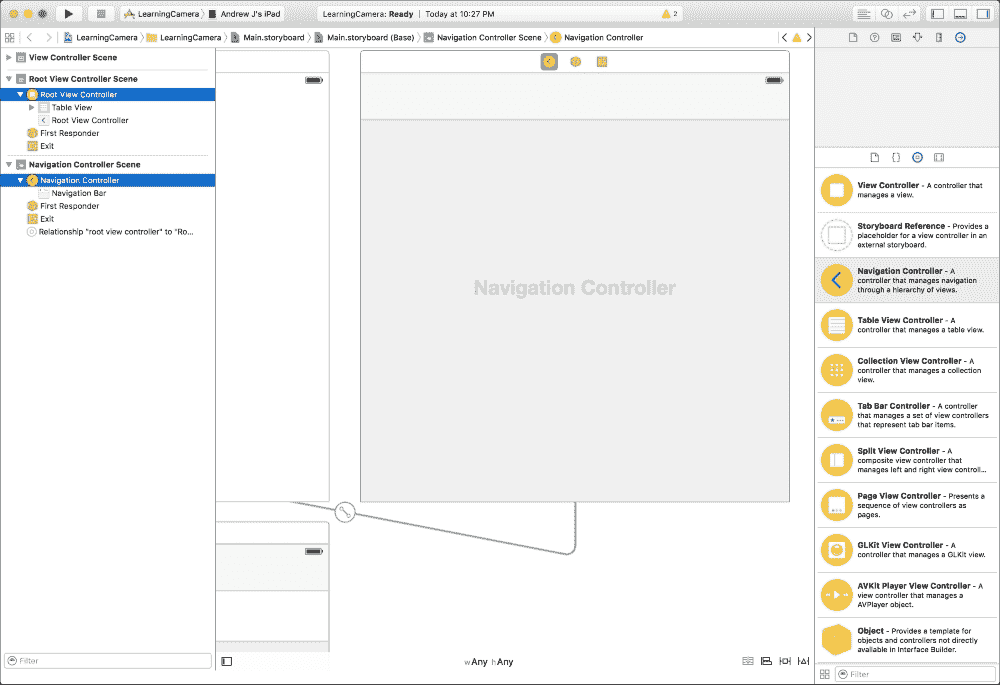 LearningCamera Andrew J's iPad
LearningCamera: Ready Today at 10:27 PM
2
LearningCamera LearningCamera Main.storyboard Main.storyboard (Base) Navigation Controller Scene Navigation Controller
View Controller Scene
Root View Controller Scene
Root View Controller
Table View
Root View Controller
First Responder
Exit
Navigation Controller Scene
Navigation Controller
Navigation Bar
First Responder
Exit
Relationship "root view controller" to "Ro...
Filter
Navigation Controller
wAny hAny
View Controller - A controller that
manages a view.
Storyboard Reference - Provides a
placeholder for a view controller in an
external storyboard.
Navigation Controller - A
controller that manages navigation
through a hierarchy of views.
Table View Controller - A
controller that manages a table view.
Collection View Controller - A
controller that manages a collection
view.
Tab Bar Controller - A controller
that manages a set of view controllers
that represent tab bar items.
Split View Controller - A
composite view controller that
manages left and right view controll...
Page View Controller - Presents a
sequence of view controllers as
pages.
GLKit View Controller - A
controller that manages a GLKit view.
AVKit Player View Controller - A
view controller that manages a
AVPlayer object.
Object - Provides a template for
objects and controllers not directly
available in Interface Builder.
Filter